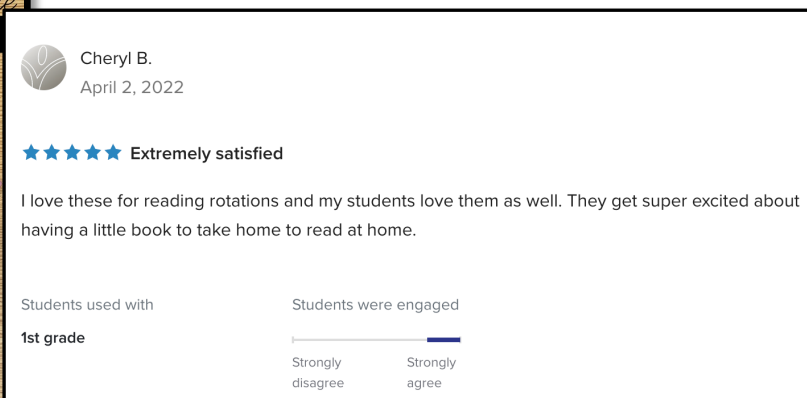 Cheryl B.
April 2, 2022
Extremely satisfied
I love these for reading rotations and my students love them as well. They get super excited about
having a little book to take home to read at home.
Students used with
1st grade
Students were engaged
Strongly
disagree
Strongly
agree